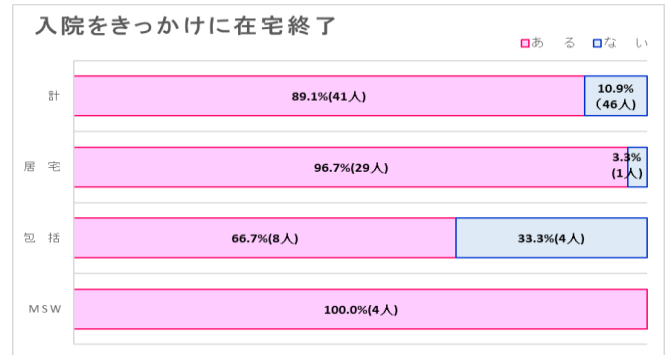 入院をきっかけに在宅終了
ある ない
計
89.1%(41人)
10.9%
(46人)
居宅
96.7%(29人)
3.3%
(1人)
包括
66.7%(8人)
33.3%(4人)
MSW
100.0%(4人)